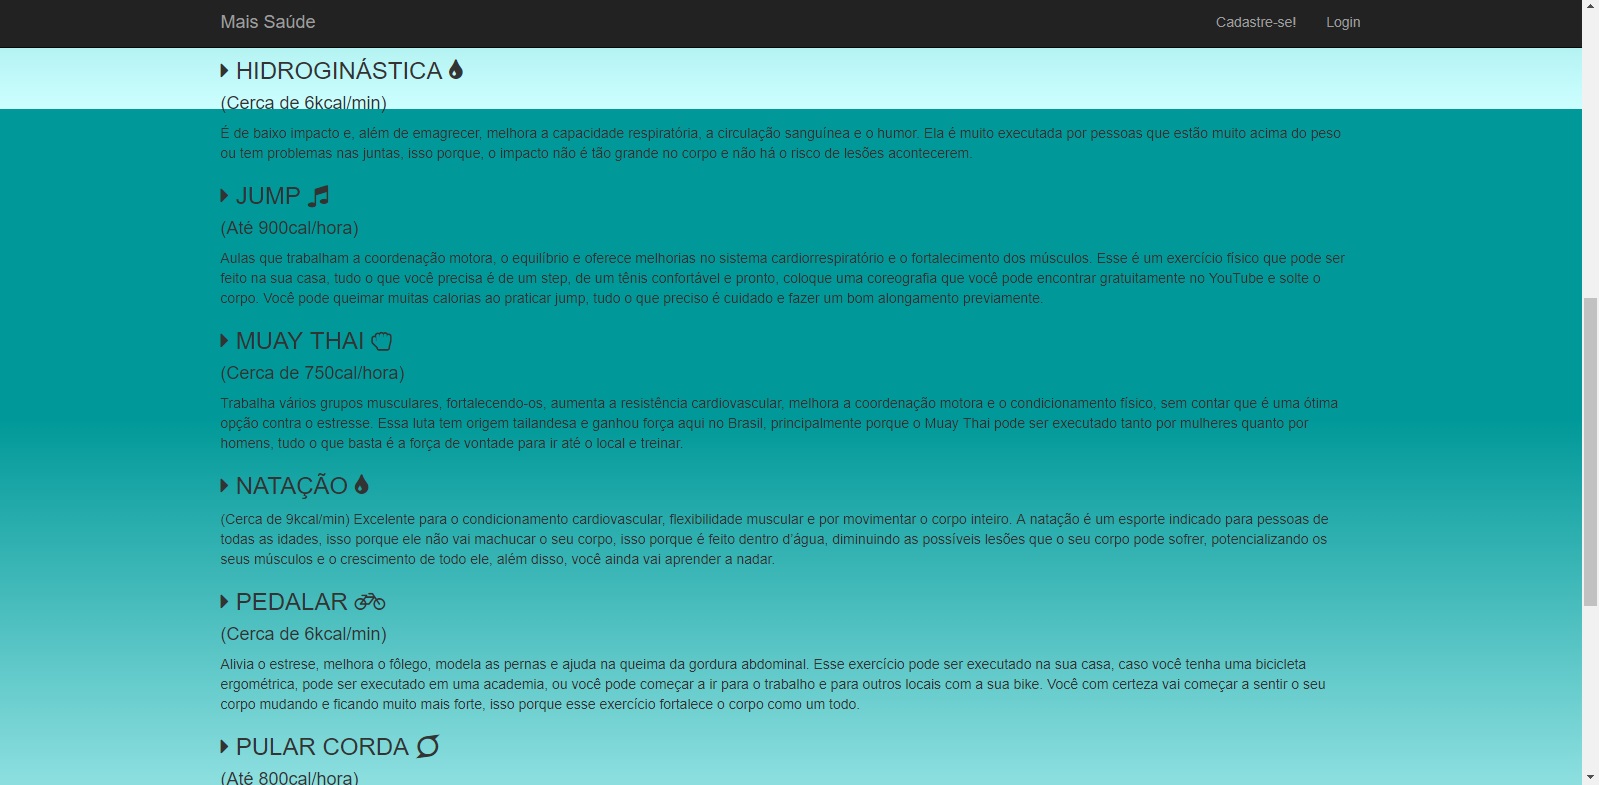 Mais Saúde Cadastre-se! Login
HIDROGINÁSTICA
(Cerca de 6kcal/min)
É de baixo impacto e, além de emagrecer, melhora a capacidade respiratória, a circulação sanguínea e o humor. Ela é muito executada por pessoas que estão muito acima do peso
ou tem problemas nas juntas, isso porque, o impacto não é tão grande no corpo e não há o risco de lesões acontecerem.
JUMP
(Até 900cal/hora)
Aulas que trabalham a coordenação motora, o equilíbrio e oferece melhorias no sistema cardiorrespiratório e o fortalecimento dos músculos. Esse é um exercício físico que pode ser
feito na sua casa, tudo o que você precisa é de um step, de um tênis confortável e pronto, coloque uma coreografia que você pode encontrar gratuitamente no YouTube e solte o
corpo. Você pode queimar muitas calorias ao praticar jump, tudo o que preciso é cuidado e fazer um bom alongamento previamente.
MUAY THAI
(Cerca de 750cal/hora)
Trabalha vários grupos musculares, fortalecendo-os, aumenta a resistência cardiovascular, melhora a coordenação motora e o condicionamento físico, sem contar que é uma ótima
opção contra o estresse. Essa luta tem origem tailandesa e ganhou força aqui no Brasil, principalmente porque o Muay Thai pode ser executado tanto por mulheres quanto por
homens, tudo o que basta é a força de vontade para ir até o local e treinar.
NATAÇÃO
(Cerca de 9kcal/min) Excelente para o condicionamento cardiovascular, flexibilidade muscular e por movimentar o corpo inteiro. A natação é um esporte indicado para pessoas de
todas as idades, isso porque ele não vai machucar o seu corpo, isso porque é feito dentro d’água, diminuindo as possíveis lesões que o seu corpo pode sofrer, potencializando os
seus músculos e o crescimento de todo ele, além disso, você ainda vai aprender a nadar.
PEDALAR
(Cerca de 6kcal/min)
Alivia o estrese, melhora o fôlego, modela as pernas e ajuda na queima da gordura abdominal. Esse exercício pode ser executado na sua casa, caso você tenha uma bicicleta
ergométrica, pode ser executado em uma academia, ou você pode começar a ir para o trabalho e para outros locais com a sua bike. Você com certeza vai começar a sentir o seu
corpo mudando e ficando muito mais forte, isso porque esse exercício fortalece o corpo como um todo.
PULAR CORDA
(Até 800cal/hora)